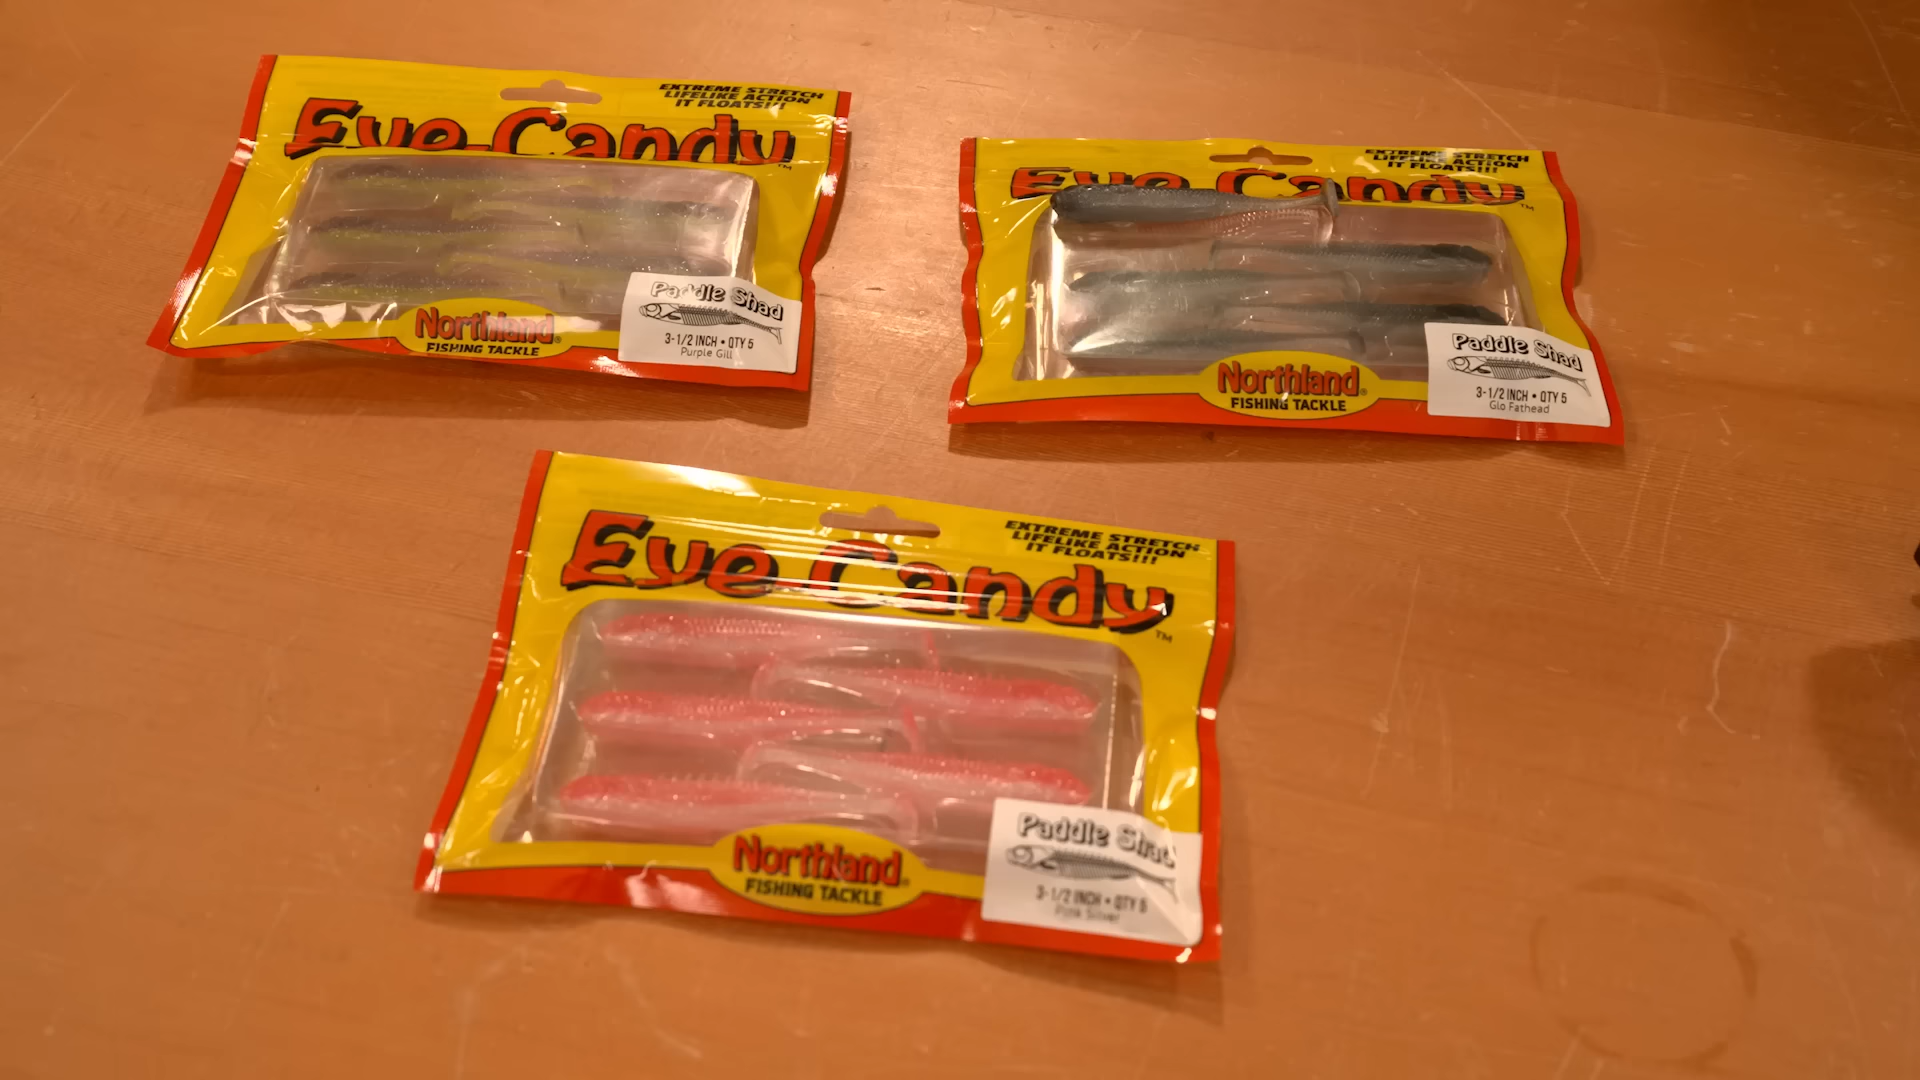 EXTREME STRETCH
LIFELIKE ACTION
IT FLOATS!!!
Eye-Candy™
Northland®
FISHING TACKLE
Paddle Shad
3-1/2 INCH • QTY 5
Purple Gill
EXTREME STRETCH
LIFELIKE ACTION
IT FLOATS!!!
Eye-Candy™
Northland®
FISHING TACKLE
Paddle Shad
3-1/2 INCH • QTY 5
Glo Fathead
EXTREME STRETCH
LIFELIKE ACTION
IT FLOATS!!!
Eye-Candy™
Northland®
FISHING TACKLE
Paddle Shad
3-1/2 INCH • QTY 5
Pink Silver